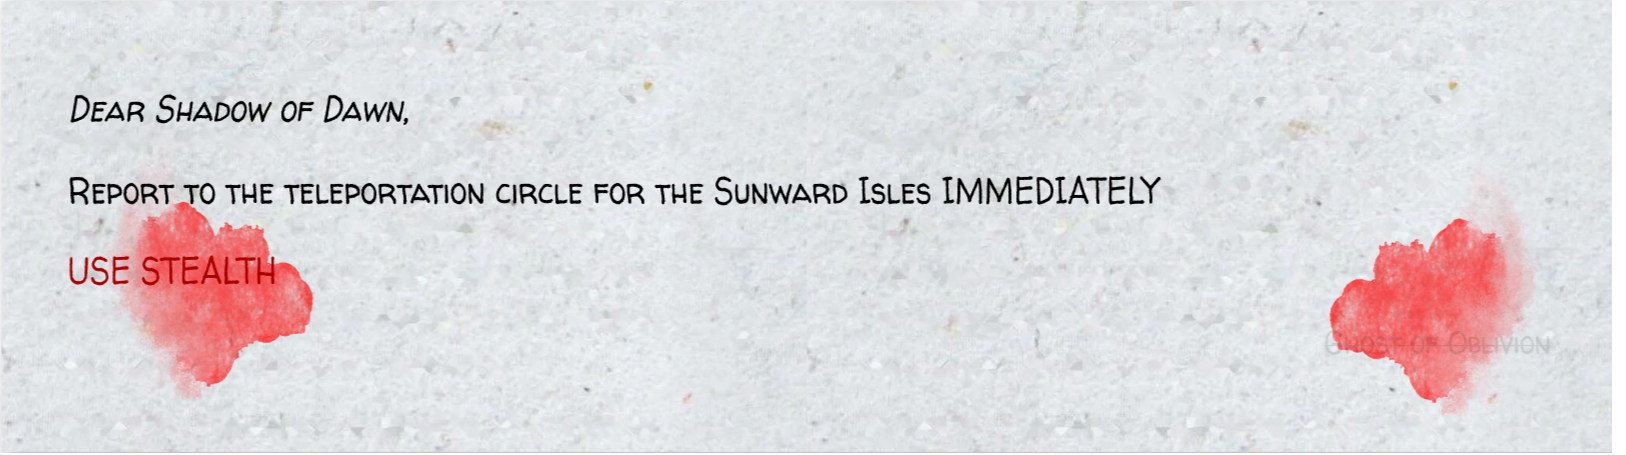 Dear Shadow of Dawn,
Report to the teleportation circle for the Sunward Isles IMMEDIATELY
USE STEALTH
Ghost of Oblivion